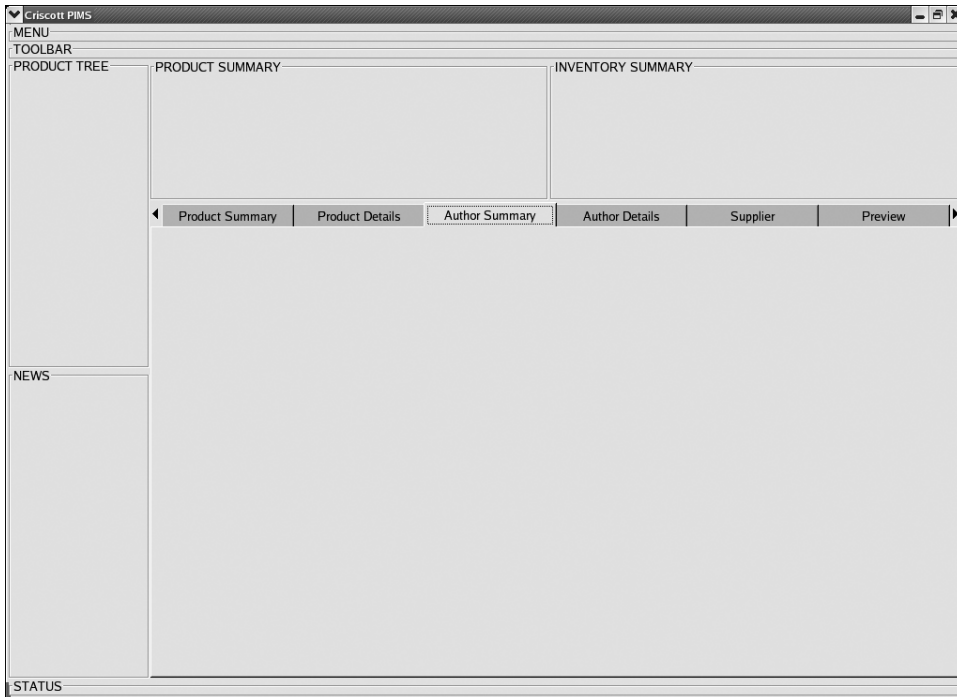 Criscott PIMS
MENU
TOOLBAR
PRODUCT TREE
PRODUCT SUMMARY
INVENTORY SUMMARY
Product Summary Product Details Author Summary Author Details Supplier Preview
NEWS
STATUS